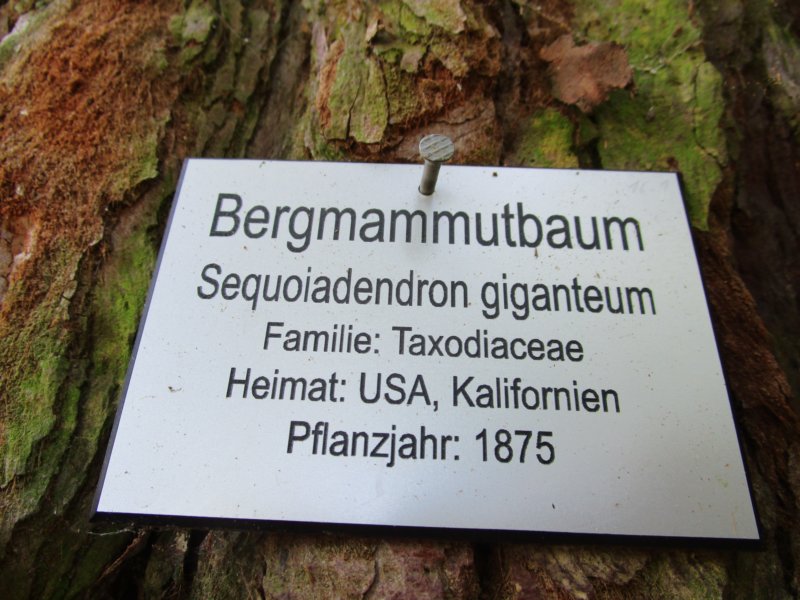 Bergmammutbaum
Sequoiadendron giganteum
Familie: Taxodiaceae
Heimat: USA, Kalifornien
Pflanzjahr: 1875